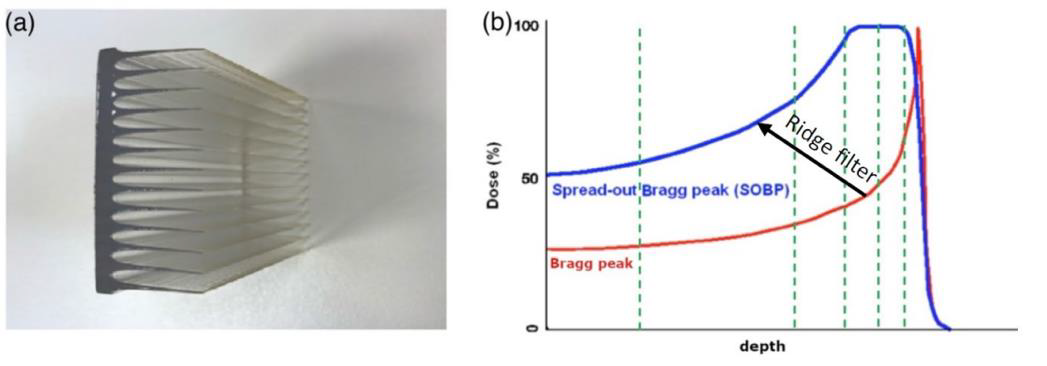 (a)
(b)
100
50
0
Dose (%)
Ridge filter
Spread-out Bragg peak (SOBP)
Bragg peak
depth